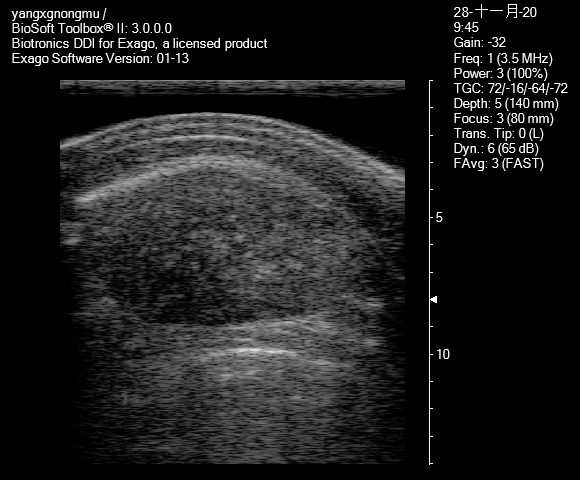 yangxgnongmu /
BioSoft Toolbox® II: 3.0.0.0
Biotronics DDI for Exago, a licensed product
Exago Software Version: 01-13
28-十一月-20
9:45
Gain: -32
Freq: 1 (3.5 MHz)
Power: 3 (100%)
TGC: 72/-16/-64/-72
Depth: 5 (140 mm)
Focus: 3 (80 mm)
Trans. Tip: 0 (L)
Dyn.: 6 (65 dB)
FAvg: 3 (FAST)
5
10